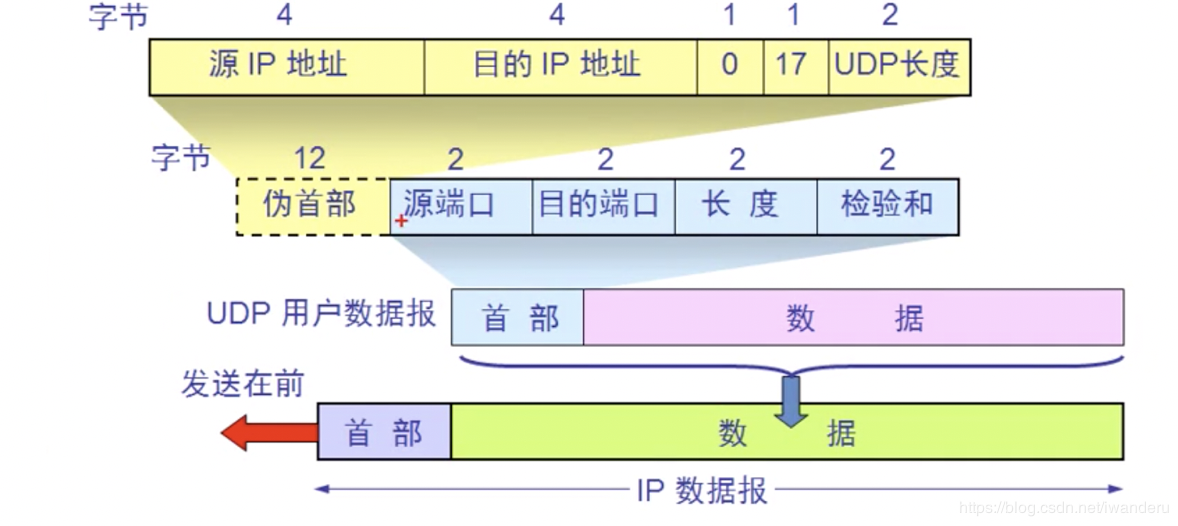 字节 4 4 1 1 2
源 IP 地址 目的 IP 地址 0 17 UDP长度
字节 12 2 2 2 2
伪首部 源端口 目的端口 长 度 检验和
UDP 用户数据报 首 部 数 据
发送在前
首 部 数 据
IP 数据报
https://blog.csdn.net/iwanderu